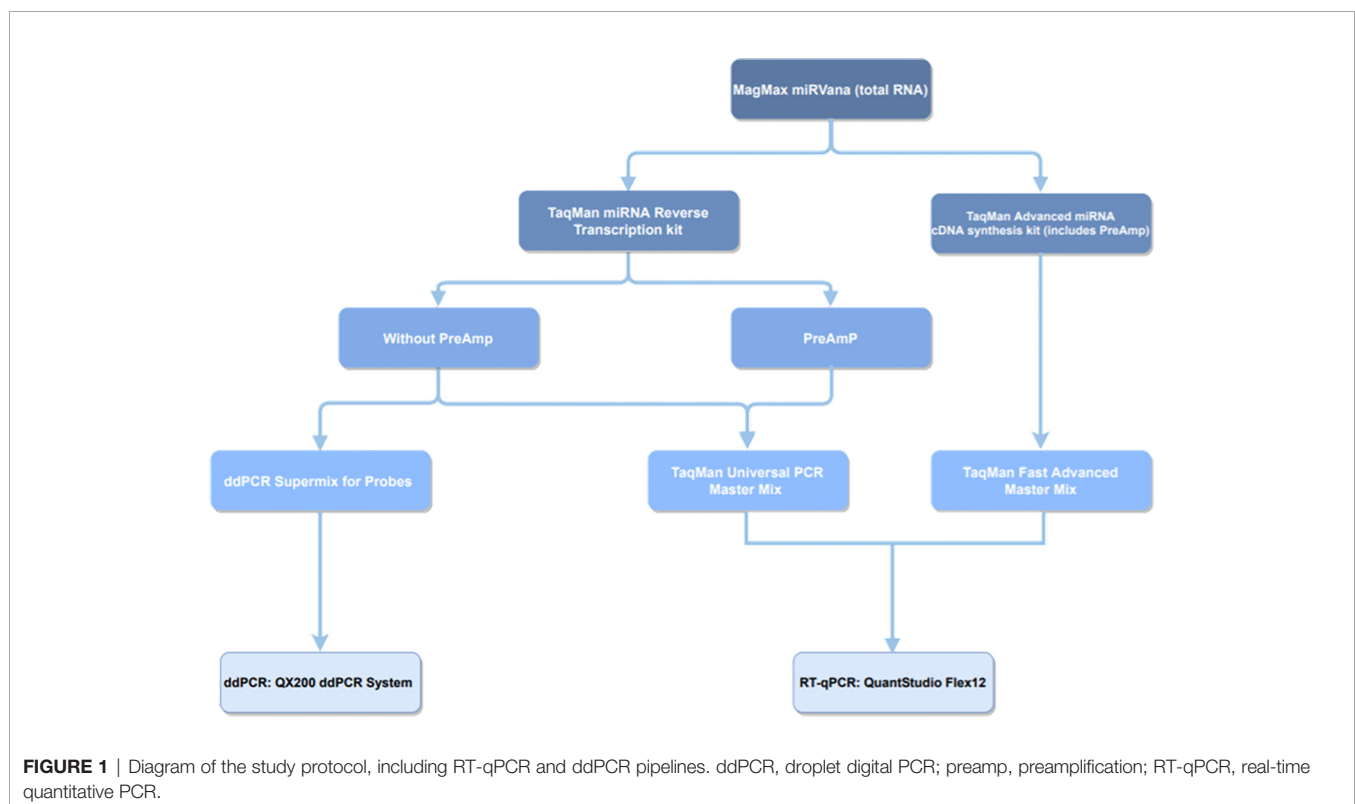 MagMax miRVana (total RNA)
TaqMan miRNA Reverse
Transcription kit
TaqMan Advanced miRNA
cDNA synthesis kit (includes PreAmp)
Without PreAmp
PreAmP
ddPCR Supermix for Probes
TaqMan Universal PCR
Master Mix
TaqMan Fast Advanced
Master Mix
ddPCR: QX200 ddPCR System
RT-qPCR: QuantStudio Flex12
FIGURE 1 | Diagram of the study protocol, including RT-qPCR and ddPCR pipelines. ddPCR, droplet digital PCR; preamp, preamplification; RT-qPCR, real-time
quantitative PCR.